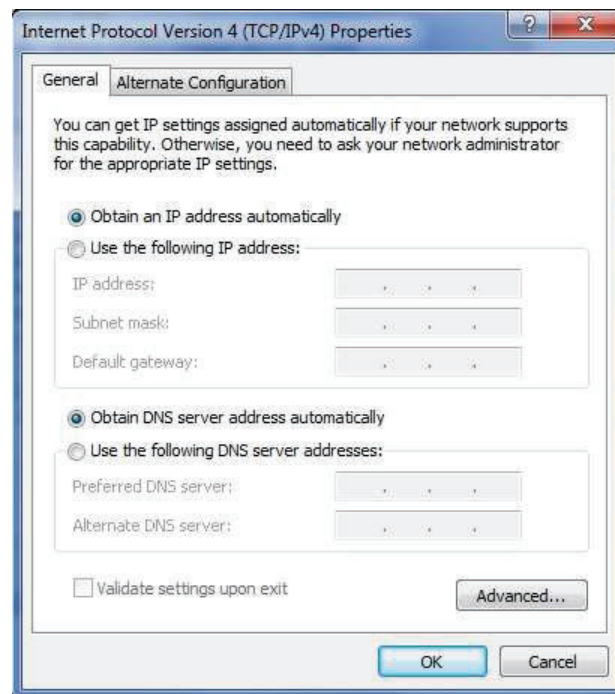 Internet Protocol Version 4 (TCP/IPv4) Properties
General
Alternate Configuration
You can get IP settings assigned automatically if your network supports
this capability. Otherwise, you need to ask your network administrator
for the appropriate IP settings.
Obtain an IP address automatically
Use the following IP address:
IP address:
Subnet mask:
Default gateway:
Obtain DNS server address automatically
Use the following DNS server addresses:
Preferred DNS server:
Alternate DNS server:
Validate settings upon exit
Advanced...
OK
Cancel